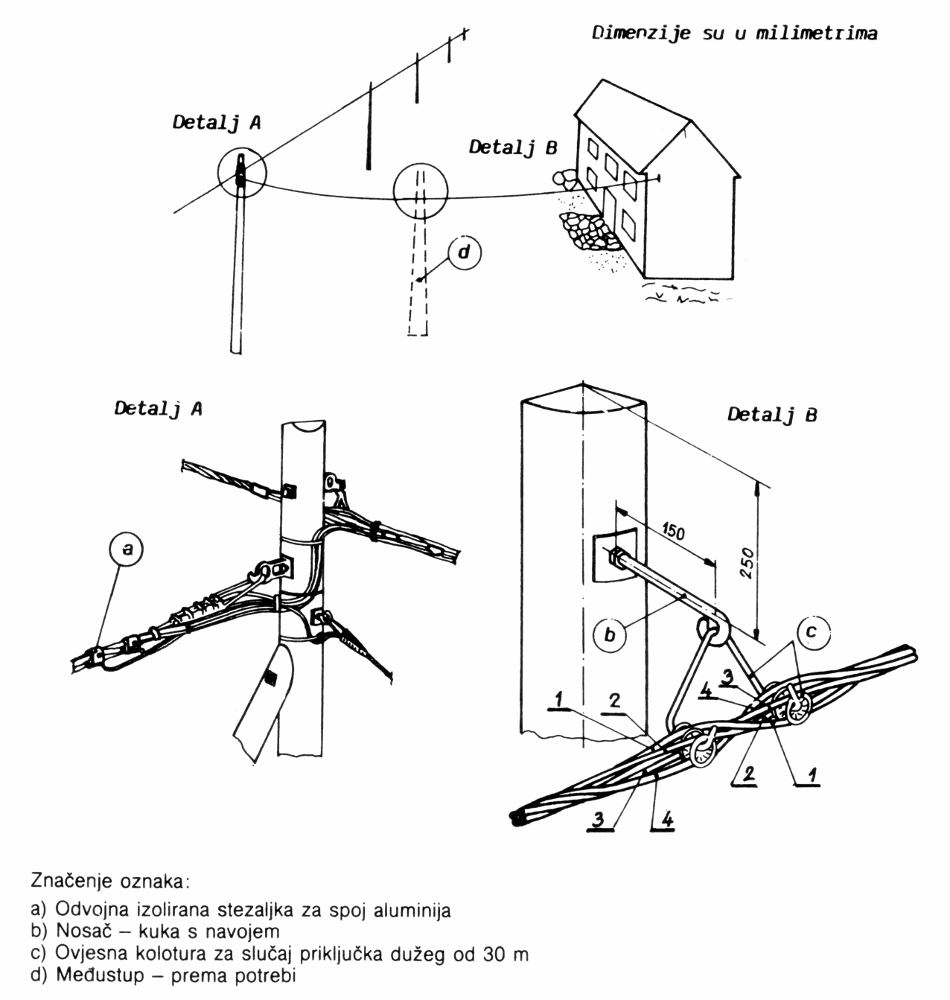 Dimenzije su u milimetrima
Detalj A
Detalj B
d
Detalj A
Detalj B
a
150
250
b
c
3
4
1
2
2
1
3
4
Značenje oznaka:
a) Odvojna izolirana stezaljka za spoj aluminija
b) Nosač – kuka s navojem
c) Ovjesna kolotura za slučaj priključka dužeg od 30 m
d) Međustup – prema potrebi